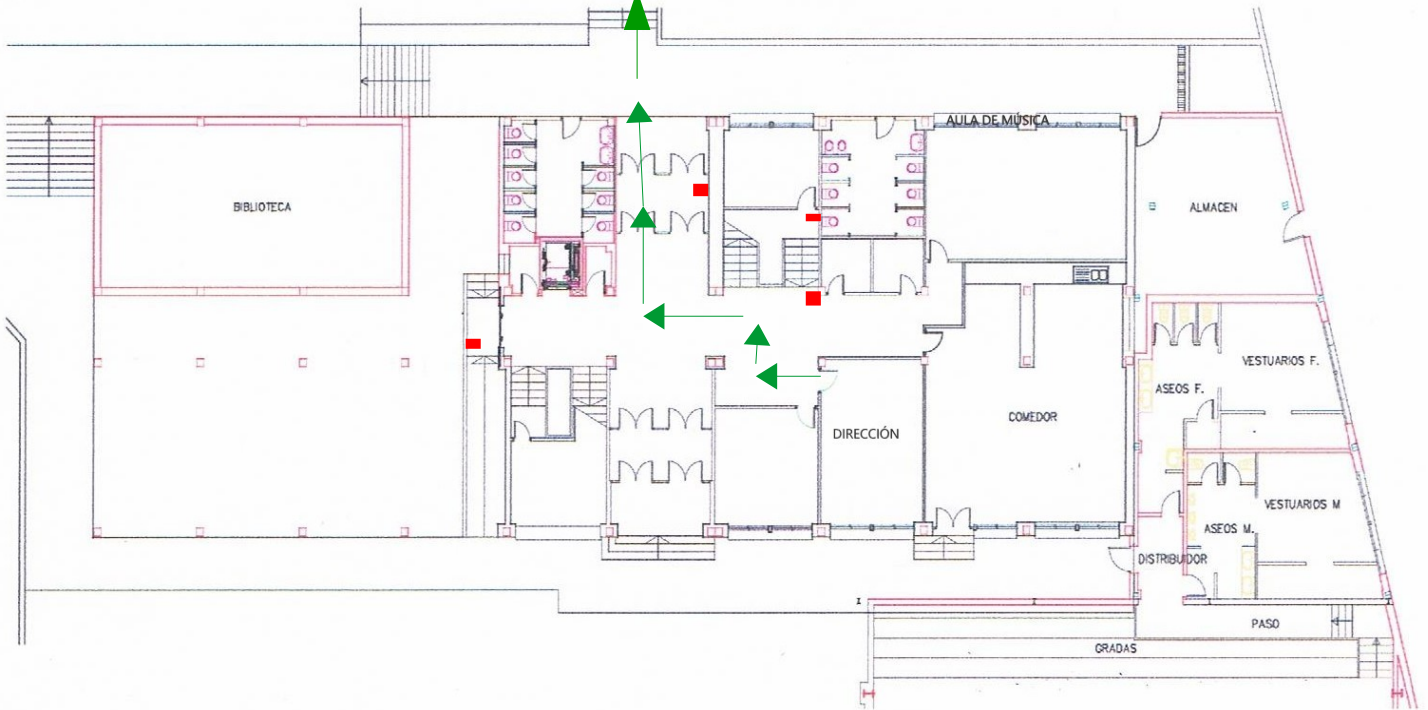 AULA DE MÚSICA
BIBLIOTECA
ALMACEN
VESTUARIOS F.
ASEOS F.
COMEDOR
DIRECCIÓN
VESTUARIOS M
ASEOS M.
DISTRIBUIDOR
PASO
GRADAS